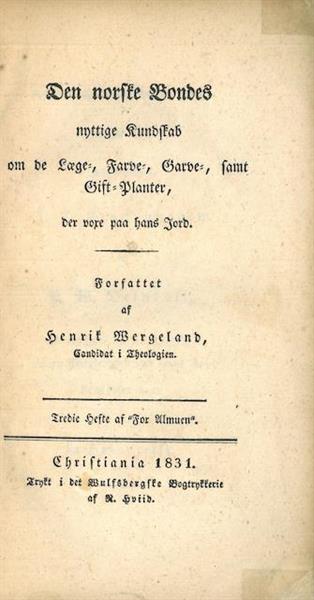 Den norske Bondes
nyttige Kundskab
om de Læge-, Farve-, Garve-, samt
Gift-Planter,
der voxe paa hans Jord.
Forfattet
af
Henrik Wergeland,
Candidat i Theologien.
Tredie Hefte af "For Almuen".
Christiania 1831.
Trykt i det Wulfsbergske Bogtrykkerie
af R. Hviid.